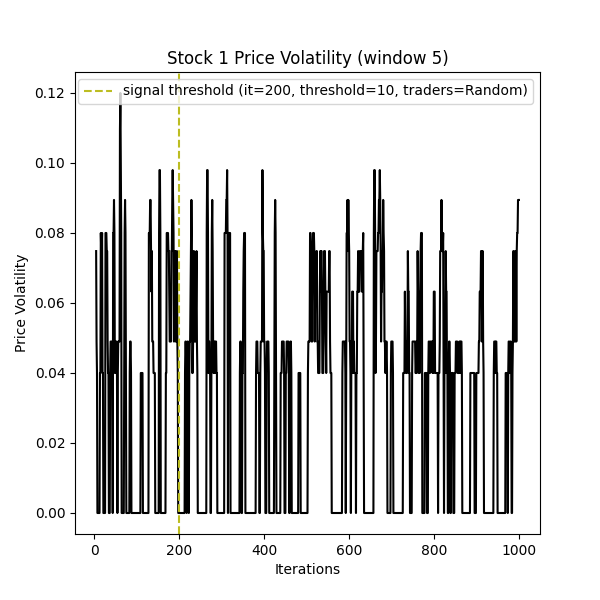 Stock 1 Price Volatility (window 5)
signal threshold (it=200, threshold=10, traders=Random)
0.12
0.10
0.08
0.06
0.04
0.02
0.00
Price Volatility
0 200 400 600 800 1000
Iterations